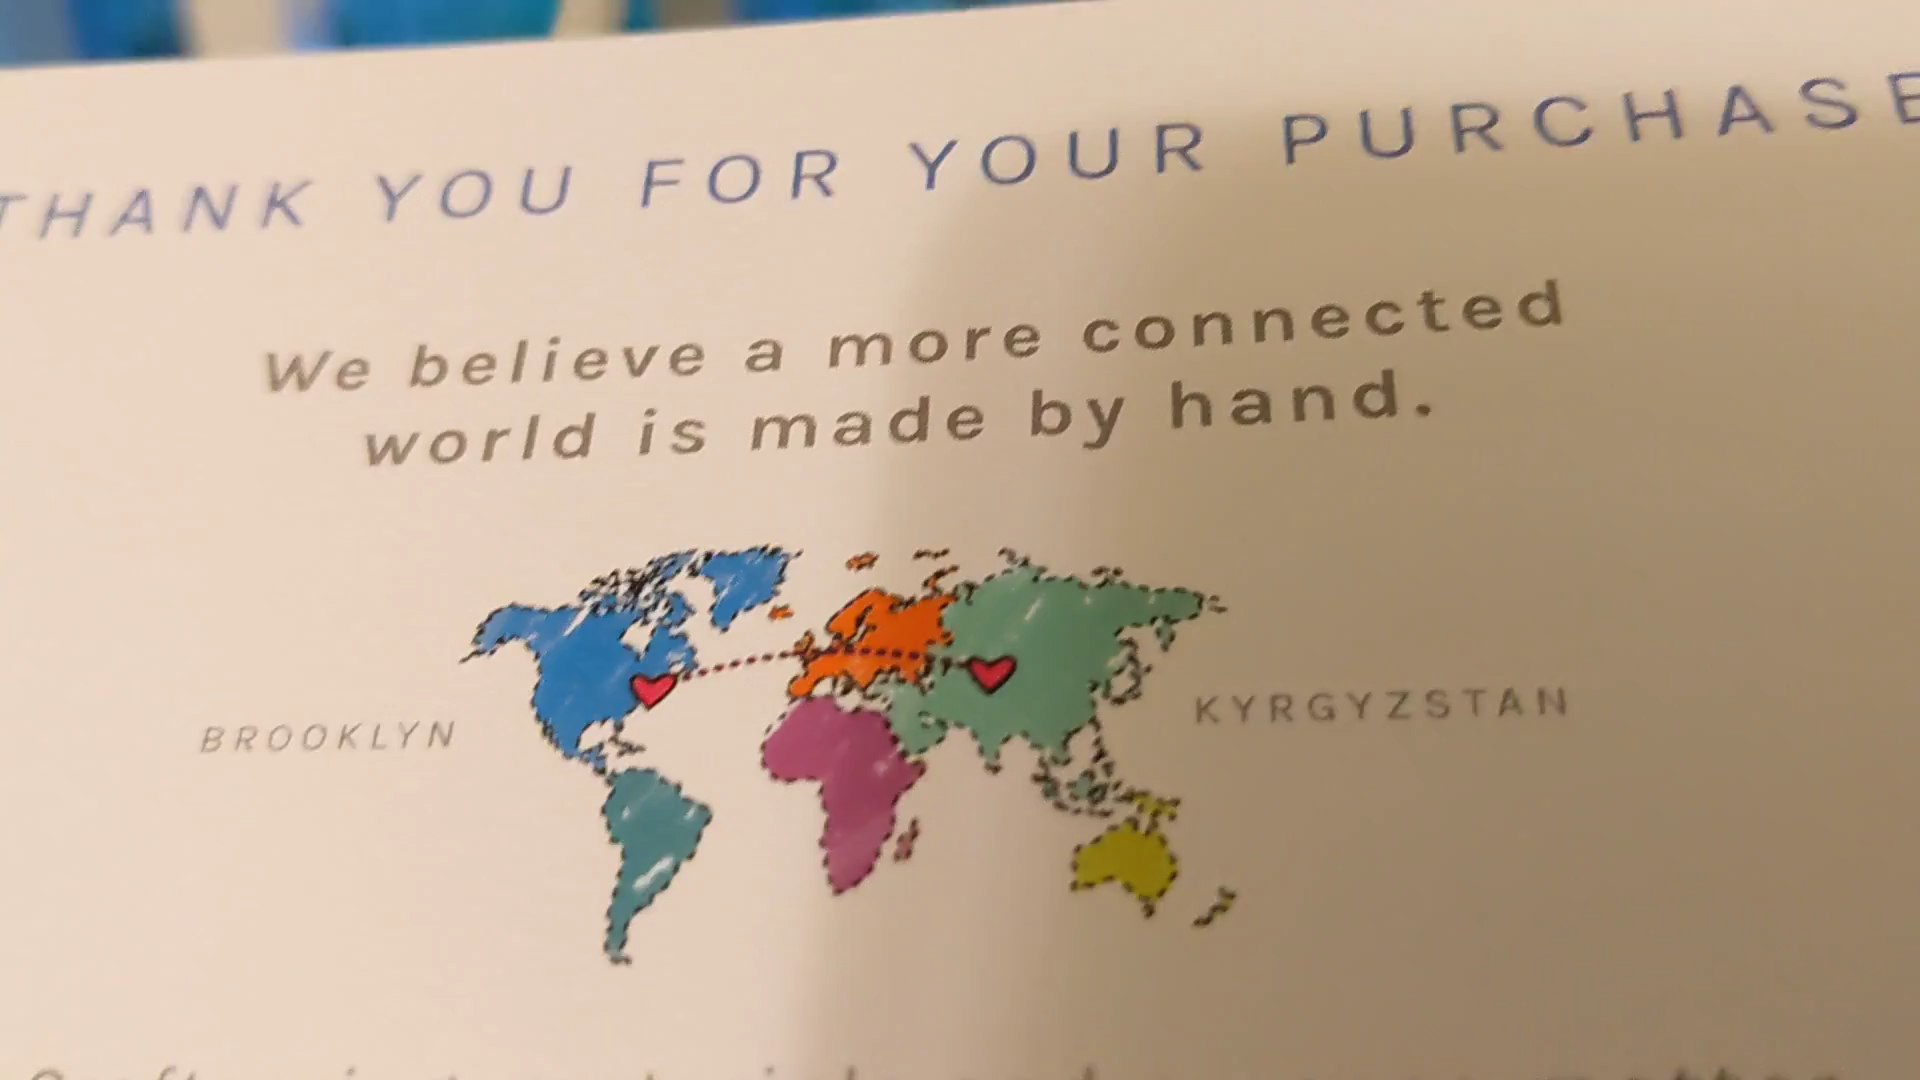 THANK YOU FOR YOUR PURCHASE
We believe a more connected
world is made by hand.
BROOKLYN
KYRGYZSTAN